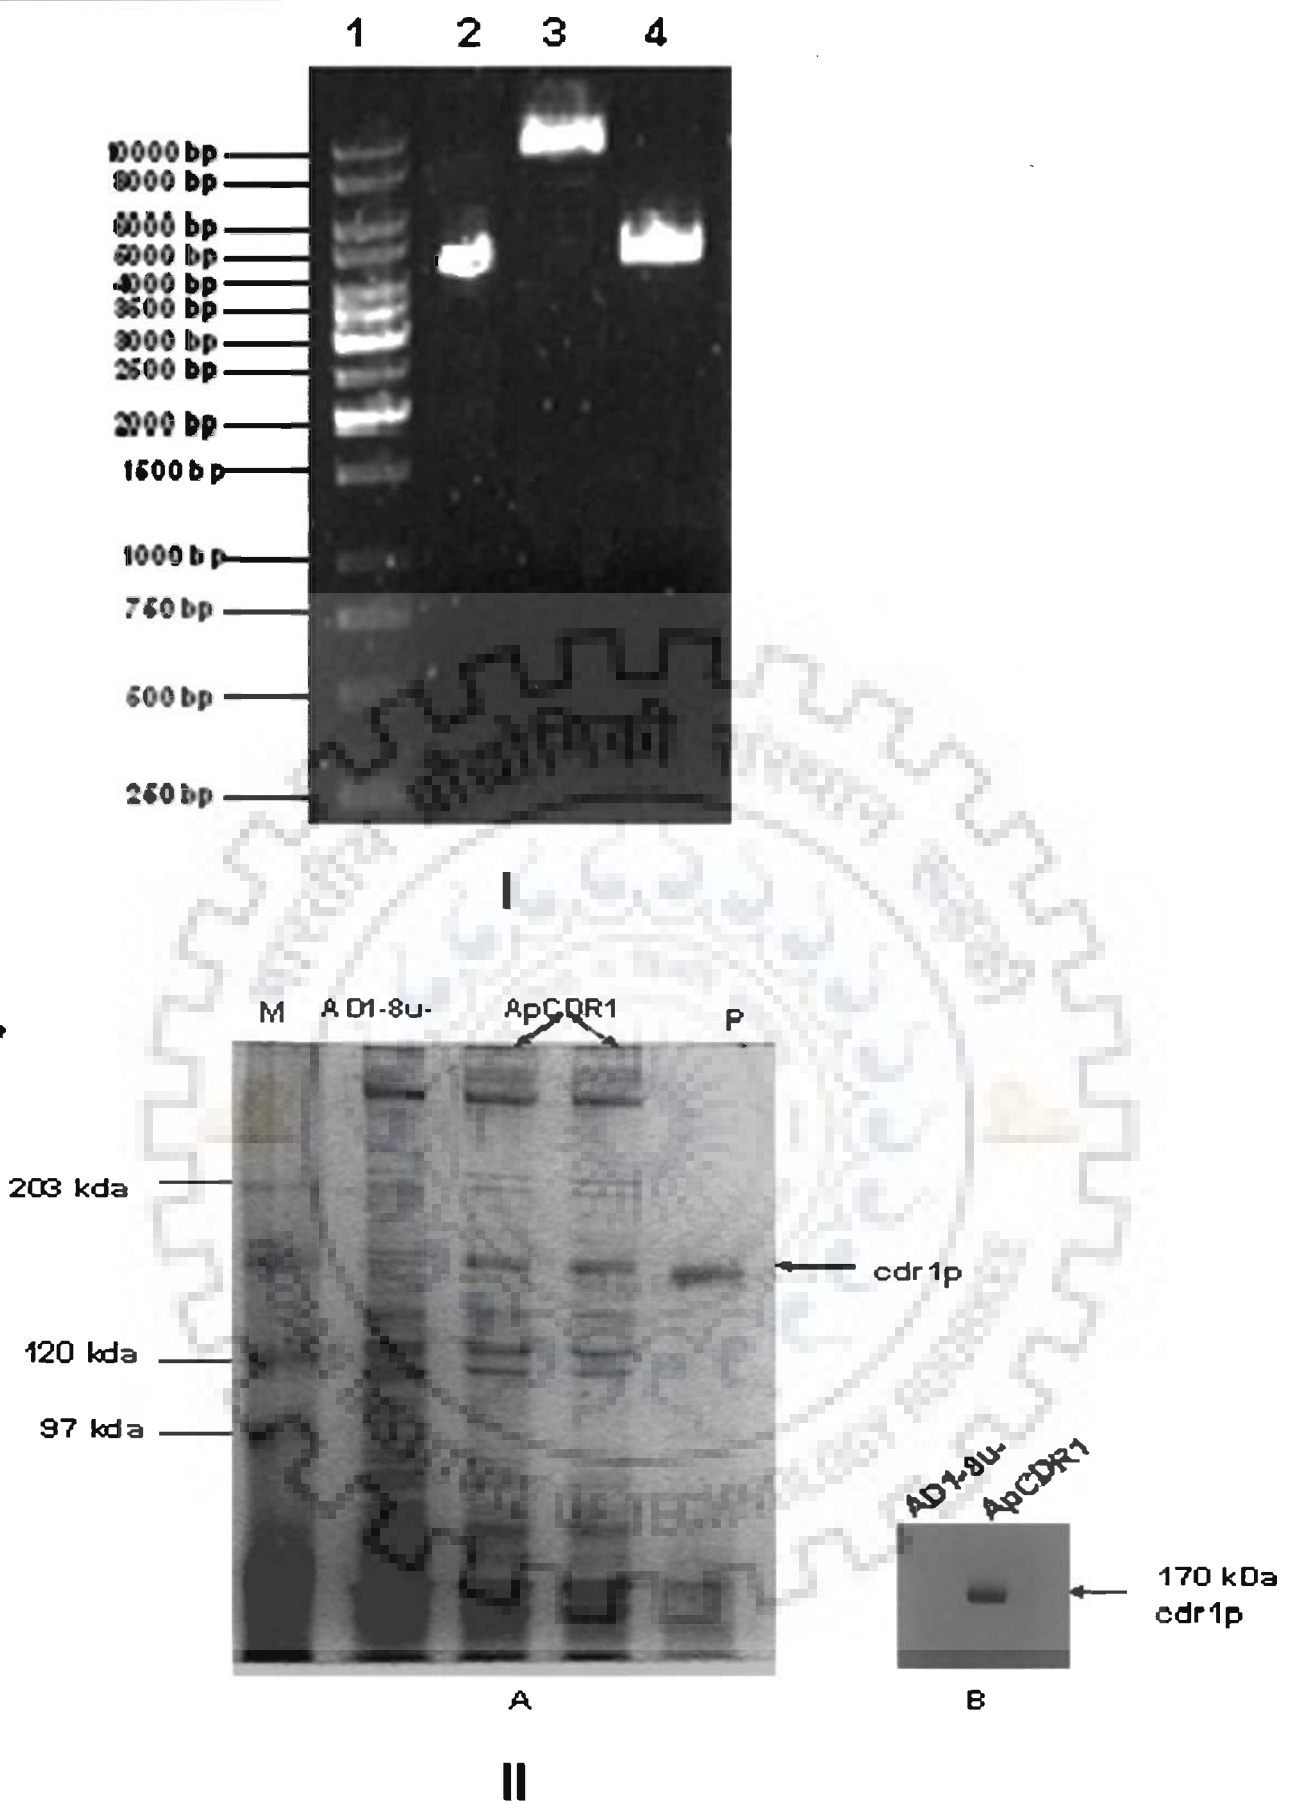 1 2 3 4
10000 bp
8000 bp
6000 bp
5000 bp
4000 bp
3500 bp
3000 bp
2500 bp
2000 bp
1500 bp
1000 bp
750 bp
500 bp
250 bp
I
M AD1-8u- ApCDR1 P
203 kda
cdr1p
120 kda
97 kda
AD1-8u- ApCDR1
170 kDa
cdr1p
A B
II